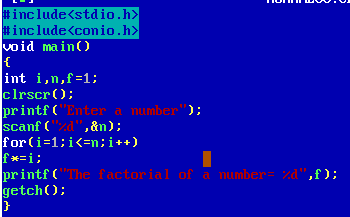 #include<stdio.h>
#include<conio.h>
void main()
{
int i,n,f=1;
clrscr();
printf("Enter a number");
scanf("%d",&n);
for(i=1;i<=n;i++)
f*=i;
printf("The factorial of a number= %d",f);
getch();
}